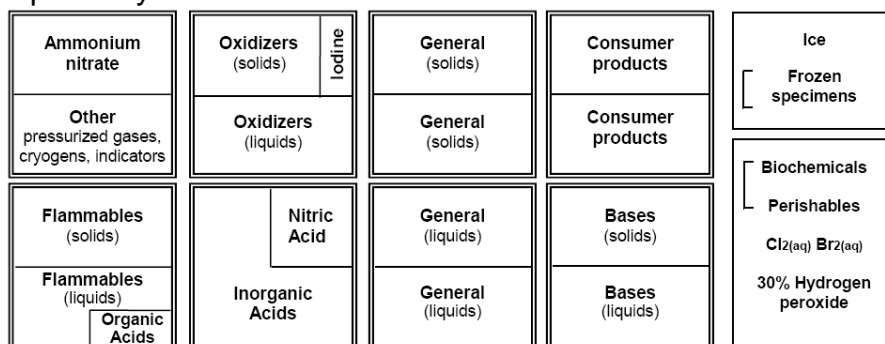 Ammonium
nitrate
Other
pressurized gases,
cryogens, indicators
Oxidizers
(solids)
Iodine
Oxidizers
(liquids)
General
(solids)
General
(solids)
Consumer
products
Consumer
products
Ice
Frozen
specimens
Flammables
(solids)
Flammables
(liquids)
Organic
Acids
Nitric
Acid
Inorganic
Acids
General
(liquids)
General
(liquids)
Bases
(solids)
Bases
(liquids)
Biochemicals
Perishables
Cl2(aq) Br2(aq)
30% Hydrogen
peroxide